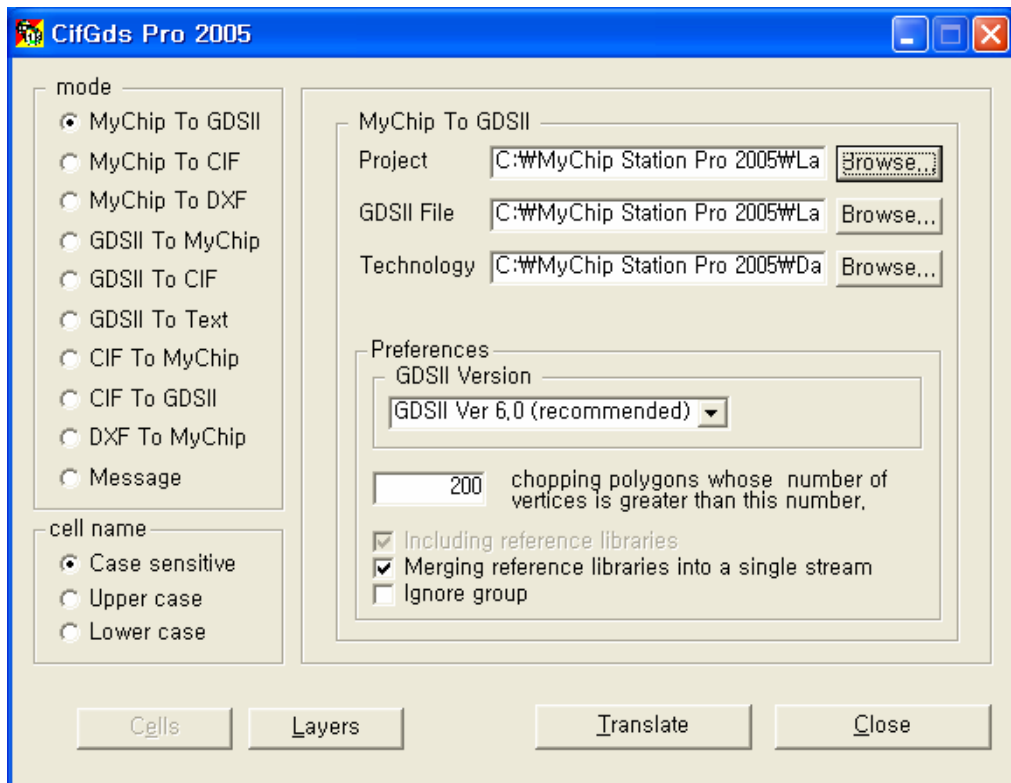 CifGds Pro 2005
mode
MyChip To GDSII
MyChip To CIF
MyChip To DXF
GDSII To MyChip
GDSII To CIF
GDSII To Text
CIF To MyChip
CIF To GDSII
DXF To MyChip
Message
cell name
Case sensitive
Upper case
Lower case
MyChip To GDSII
Project C:₩MyChip Station Pro 2005₩La Browse...
GDSII File C:₩MyChip Station Pro 2005₩La Browse...
Technology C:₩MyChip Station Pro 2005₩Da Browse...
Preferences
GDSII Version
GDSII Ver 6.0 (recommended)
200 chopping polygons whose number of
vertices is greater than this number.
Including reference libraries
Merging reference libraries into a single stream
Ignore group
Cells Layers Translate Close